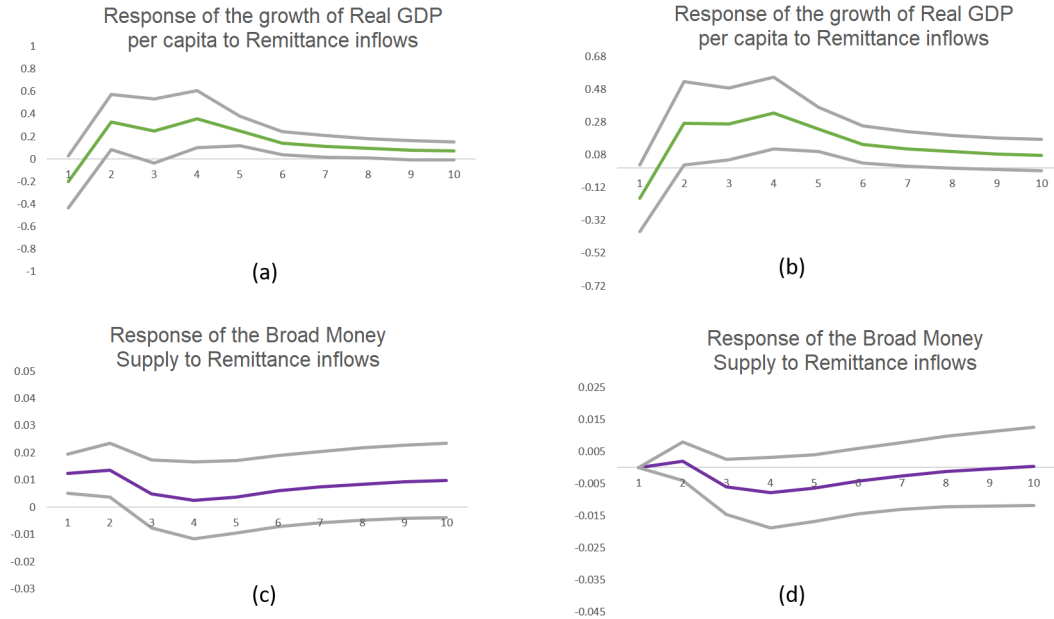 Response of the growth of Real GDP
per capita to Remittance inflows
1
0.8
0.6
0.4
0.2
0
-0.2
-0.4
-0.6
-0.8
-1
1 2 3 4 5 6 7 8 9 10
(a)
Response of the growth of Real GDP
per capita to Remittance inflows
0.68
0.48
0.28
0.08
-0.12
-0.32
-0.52
-0.72
1 2 3 4 5 6 7 8 9 10
(b)
Response of the Broad Money
Supply to Remittance inflows
0.05
0.04
0.03
0.02
0.01
0
-0.01
-0.02
-0.03
1 2 3 4 5 6 7 8 9 10
(c)
Response of the Broad Money
Supply to Remittance inflows
0.025
0.015
0.005
-0.005
-0.015
-0.025
-0.035
-0.045
1 2 3 4 5 6 7 8 9 10
(d)